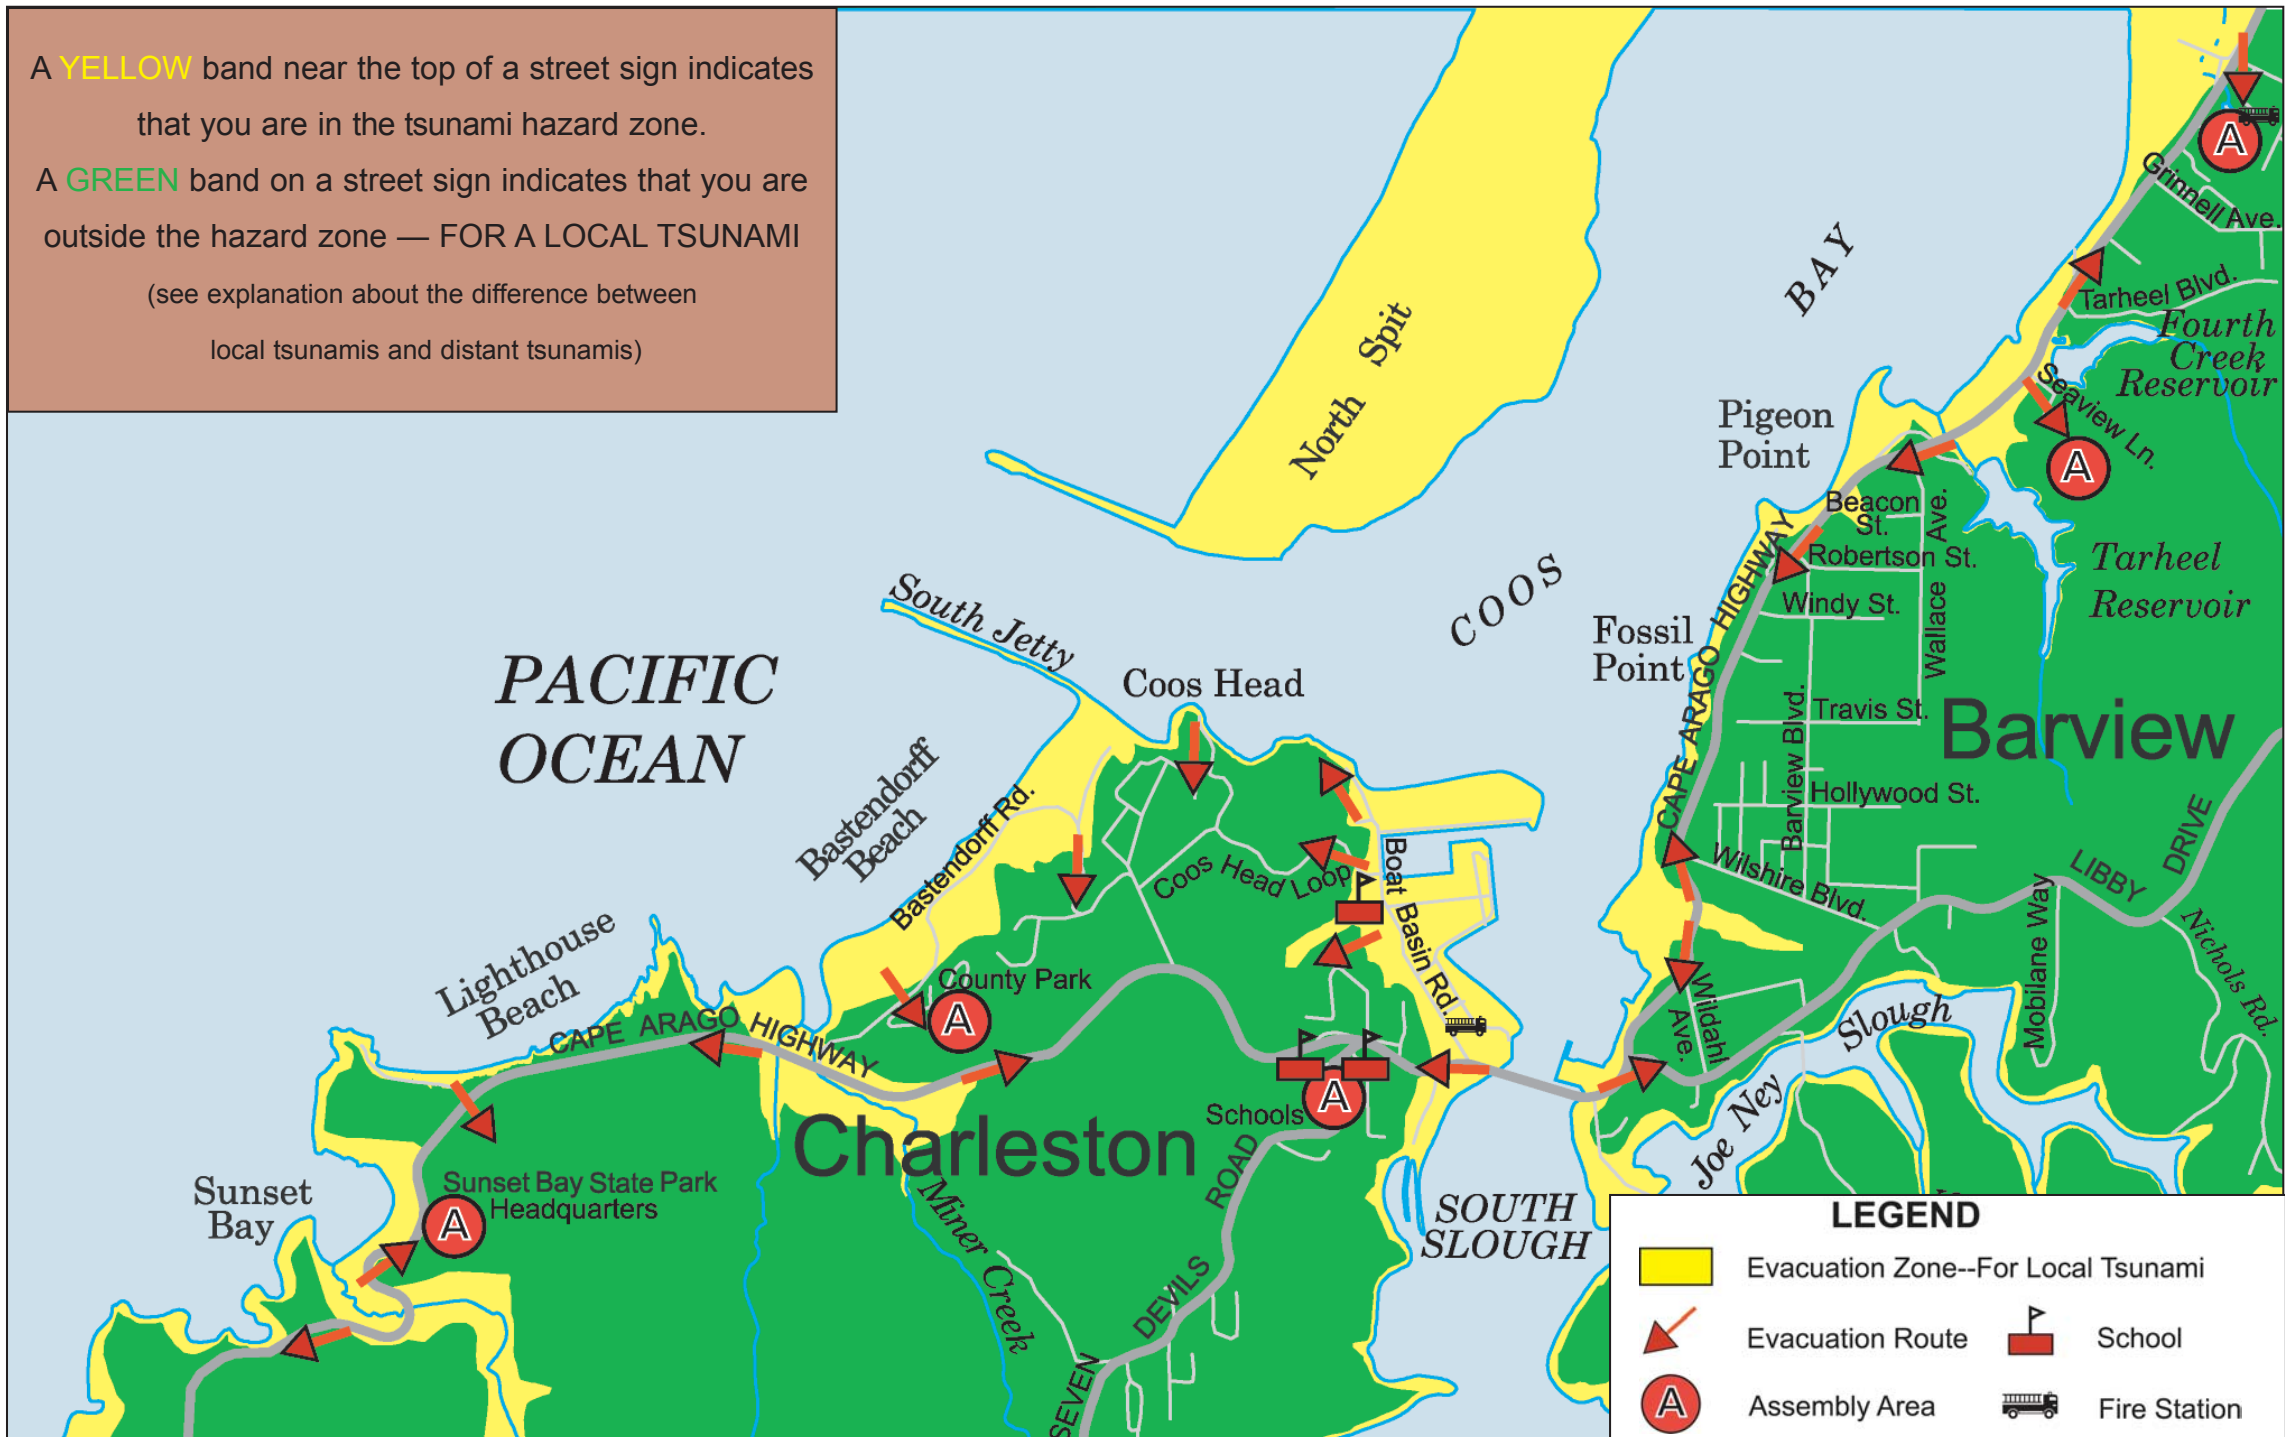 A YELLOW band near the top of a street sign indicates
that you are in the tsunami hazard zone.
A GREEN band on a street sign indicates that you are
outside the hazard zone — FOR A LOCAL TSUNAMI
(see explanation about the difference between
local tsunamis and distant tsunamis)
A
Grinnell Ave.
BAY
Tarheel Blvd.
Fourth
Creek
Reservoir
North Spit
Seaview Ln.
A
Pigeon
Point
Beacon
St.
Wallace Ave.
Robertson St.
Tarheel
Reservoir
Windy St.
COOS
South Jetty
Fossil
Point
CAPE ARAGO HIGHWAY
PACIFIC
OCEAN
Coos Head
Travis St.
Barview
Barview Blvd.
Hollywood St.
Bastendorff
Beach
Bastendorff Rd.
Coos Head Loop
Boat Basin Rd.
Wilshire Blvd.
LIBBY DRIVE
Mobilane Way
Nichols Rd.
Lighthouse
Beach
County Park
A
CAPE ARAGO HIGHWAY
Wildahl
Ave.
Joe Ney Slough
Charleston
Schools
A
Sunset
Bay
Sunset Bay State Park
Headquarters
A
Miner Creek
SEVEN DEVILS ROAD
SOUTH
SLOUGH
LEGEND
Evacuation Zone--For Local Tsunami
Evacuation Route
School
A
Assembly Area
Fire Station